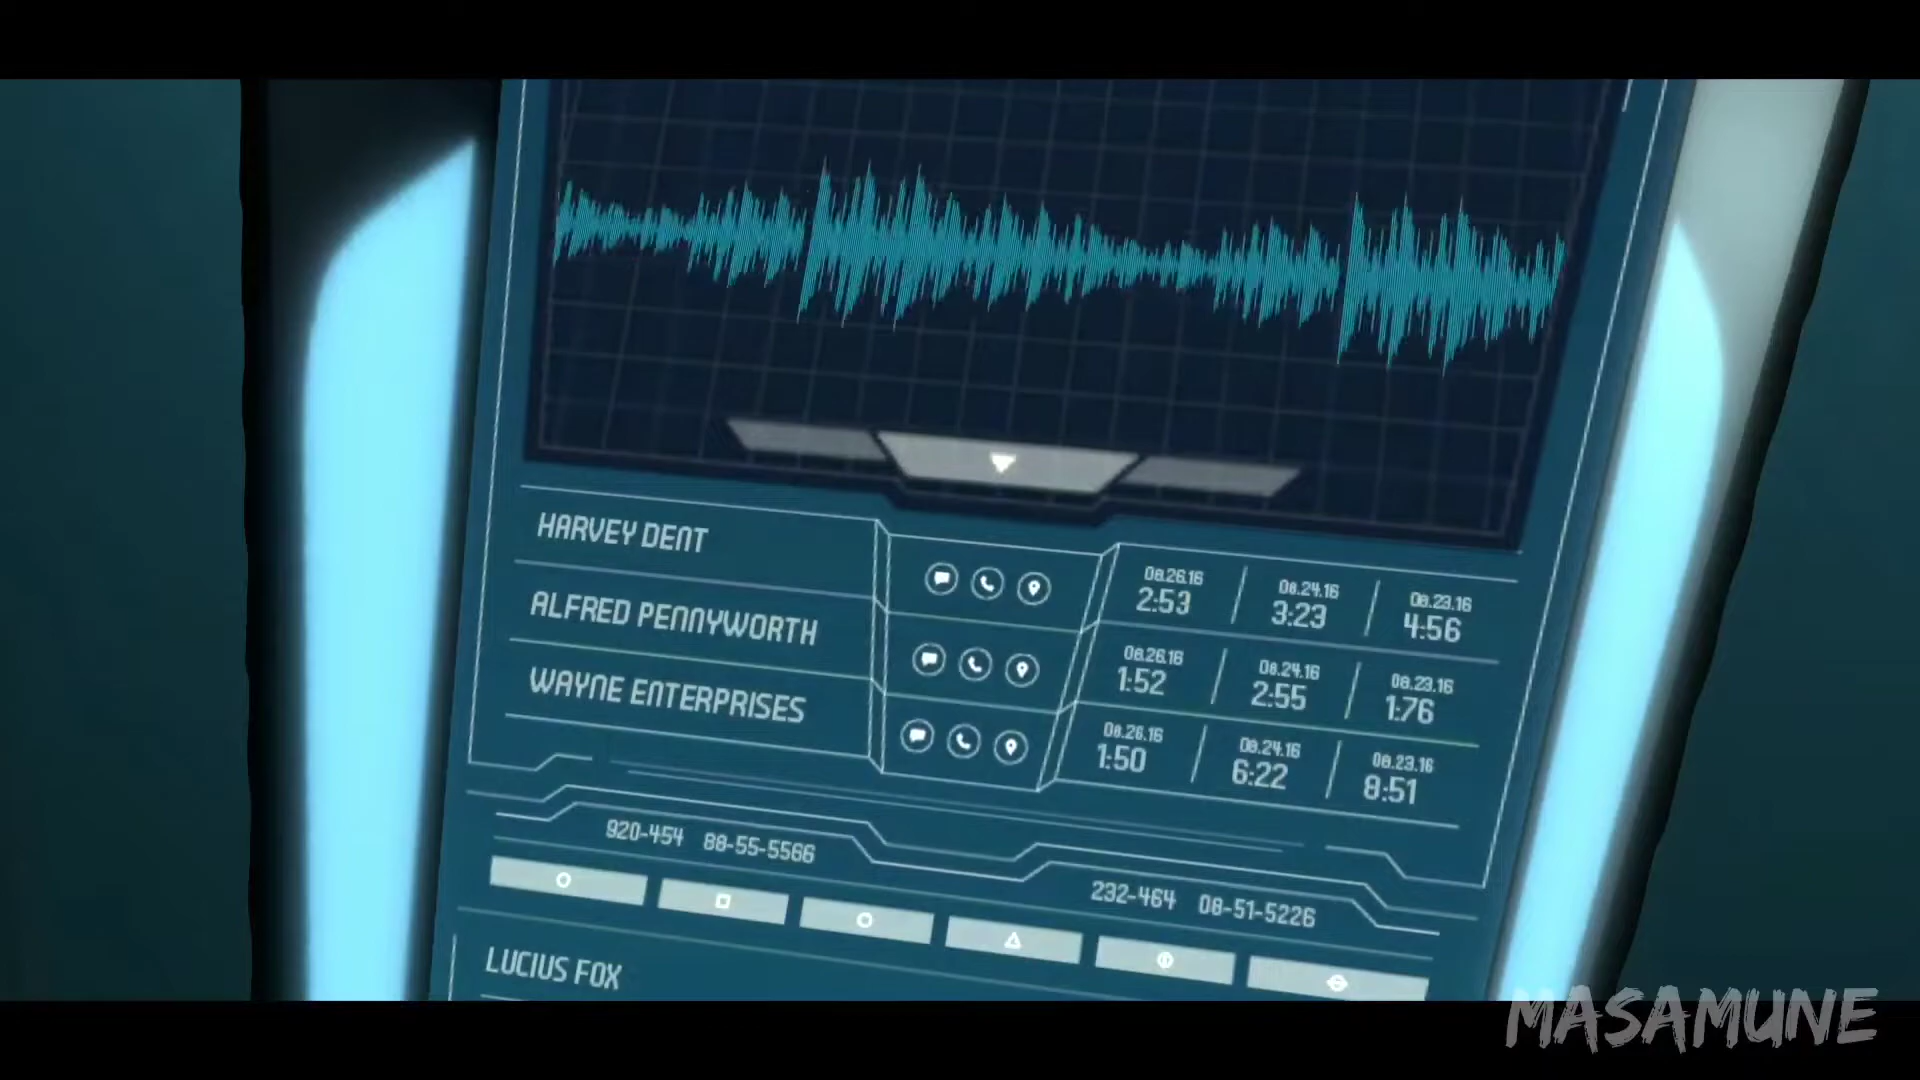 HARVEY DENT
08.26.16 08.24.16 08.23.16
2:53 3:23 4:56
ALFRED PENNYWORTH
08.26.16 08.24.16 08.23.16
1:52 2:55 1:76
WAYNE ENTERPRISES
08.26.16 08.24.16 08.23.16
1:50 6:22 8:51
920-454 88-55-5566
232-464 08-51-5226
LUCIUS FOX
MASAMUNE